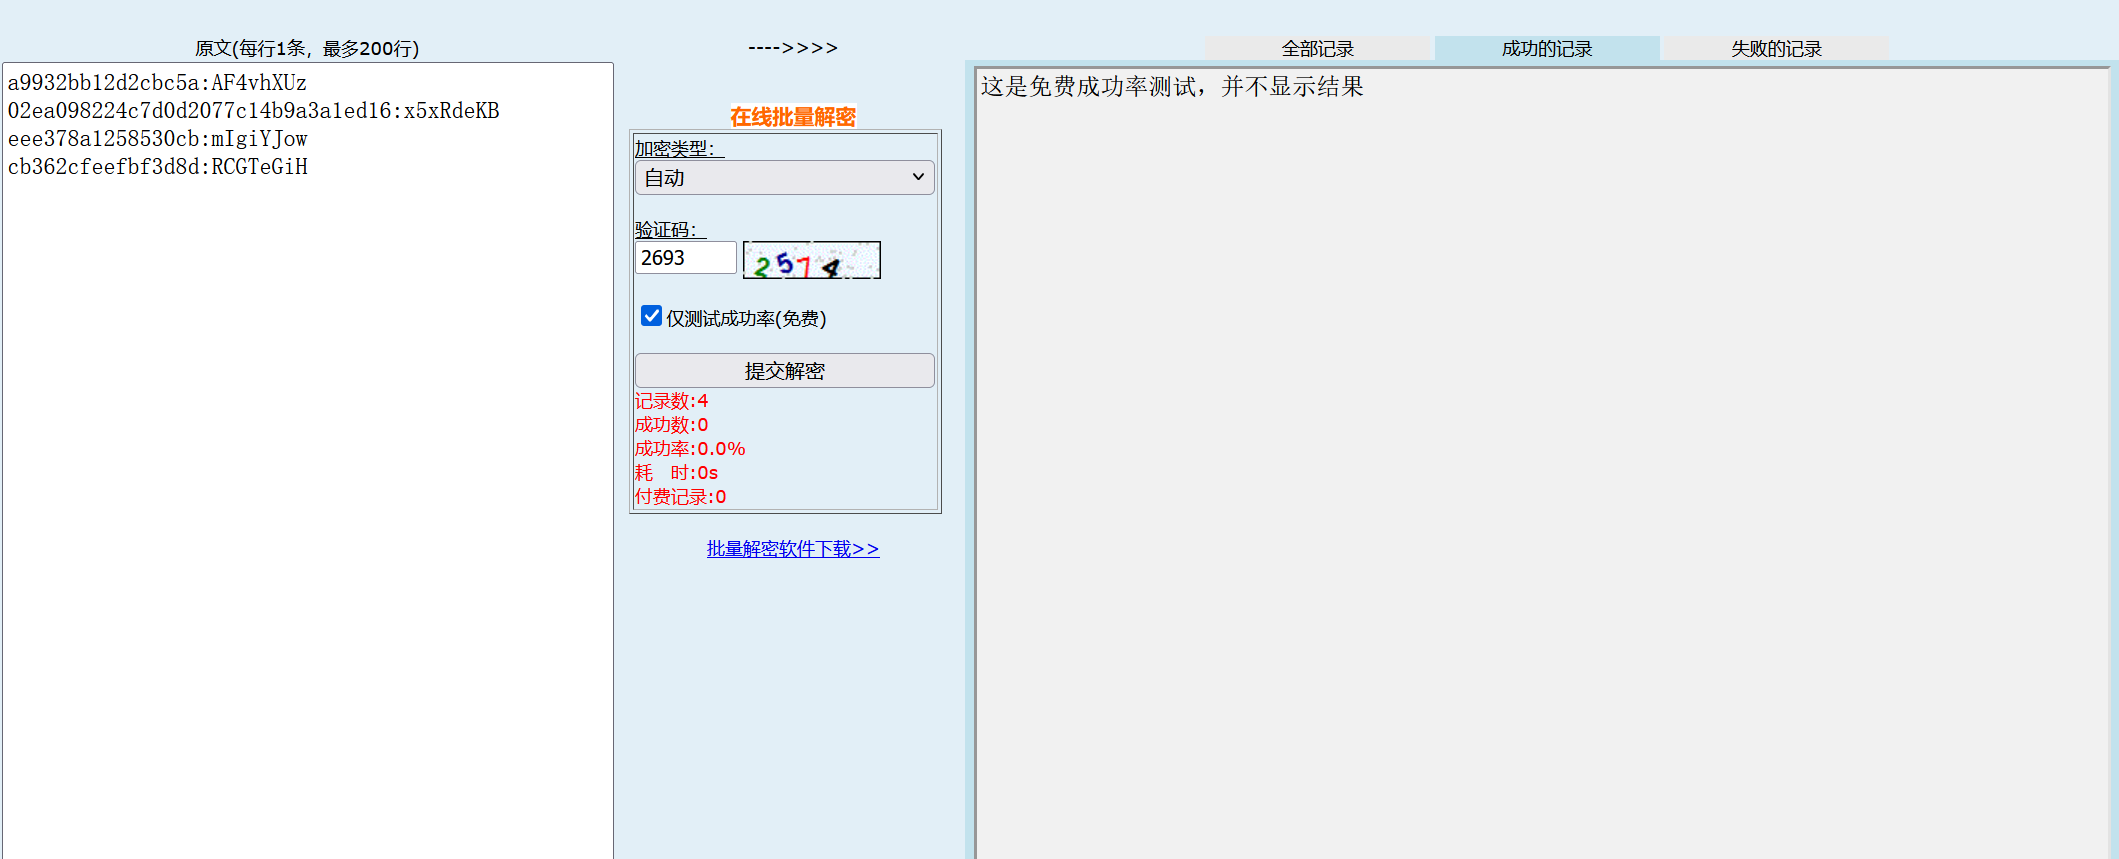 原文(每行1条，最多200行)
---->>>>
全部记录
成功的记录
失败的记录
a9932bb12d2cbc5a:AF4vhXUz
02ea098224c7d0d2077c14b9a3a1ed16:x5xRdeKB
eee378a1258530cb:mIgiYJow
cb362cfeefbf3d8d:RCGTeGiH
在线批量解密
加密类型：
自动
验证码：
2693
2574
仅测试成功率(免费)
提交解密
记录数:4
成功数:0
成功率:0.0%
耗　时:0s
付费记录:0
批量解密软件下载>>
这是免费成功率测试，并不显示结果